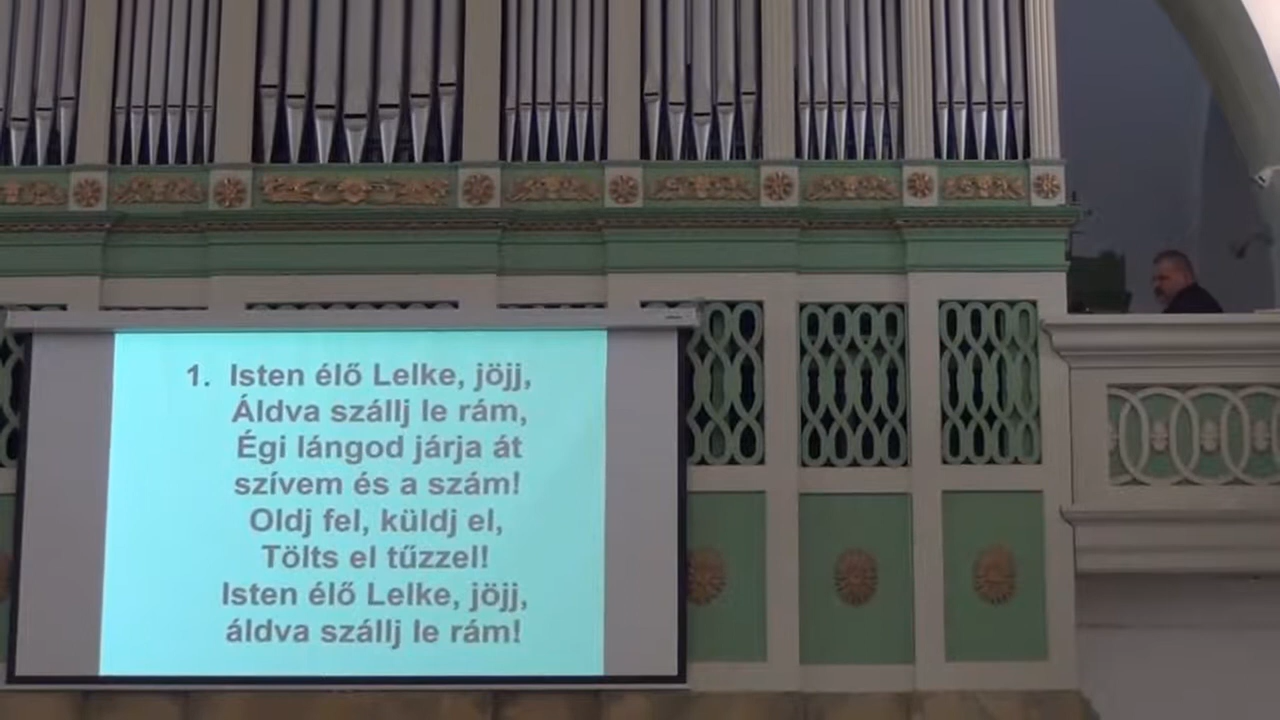 1. Isten élő Lelke, jöjj,
Áldva szállj le rám,
Égi lángod járja át
szívem és a szám!
Oldj fel, küldj el,
Tölts el tűzzel!
Isten élő Lelke, jöjj,
áldva szállj le rám!